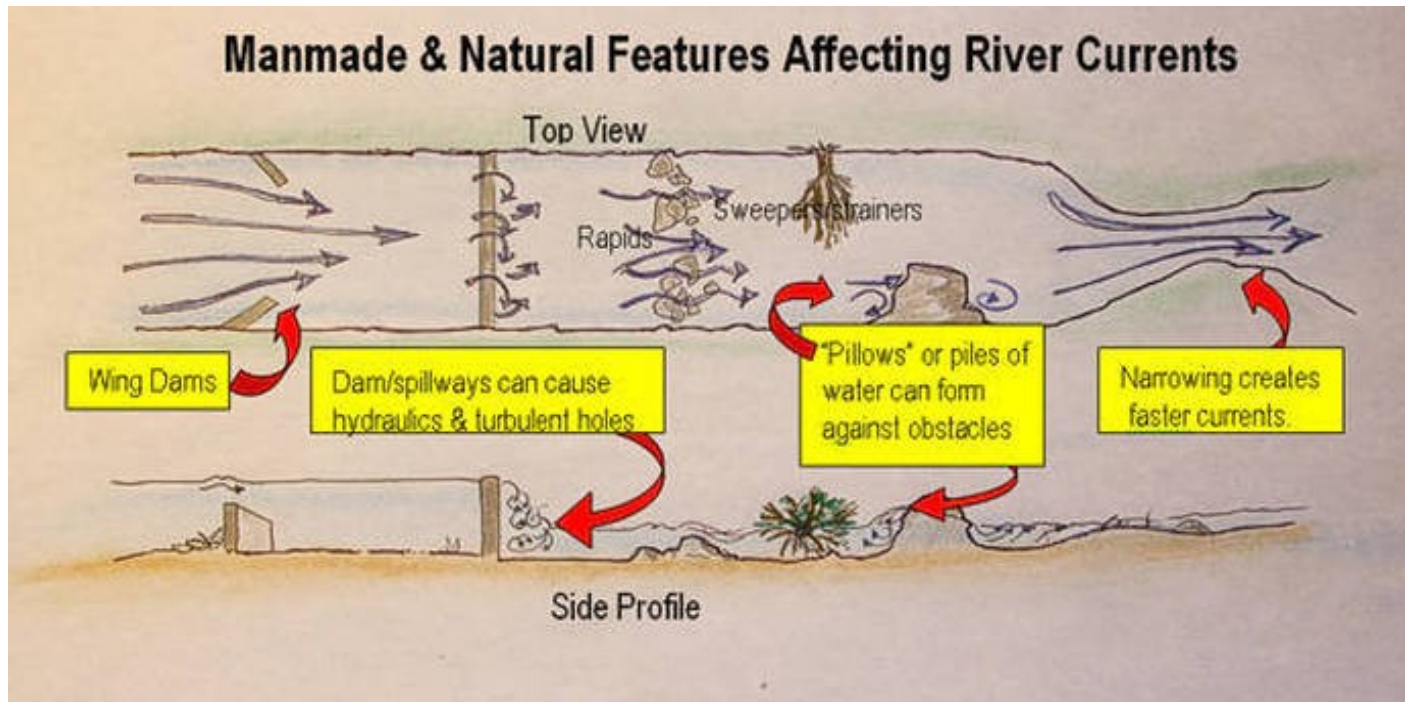 Manmade & Natural Features Affecting River Currents
Top View
Sweepers/strainers
Rapids
Wing Dams
Dam/spillways can cause
hydraulics & turbulent holes
"Pillows" or piles of
water can form
against obstacles
Narrowing creates
faster currents.
Side Profile